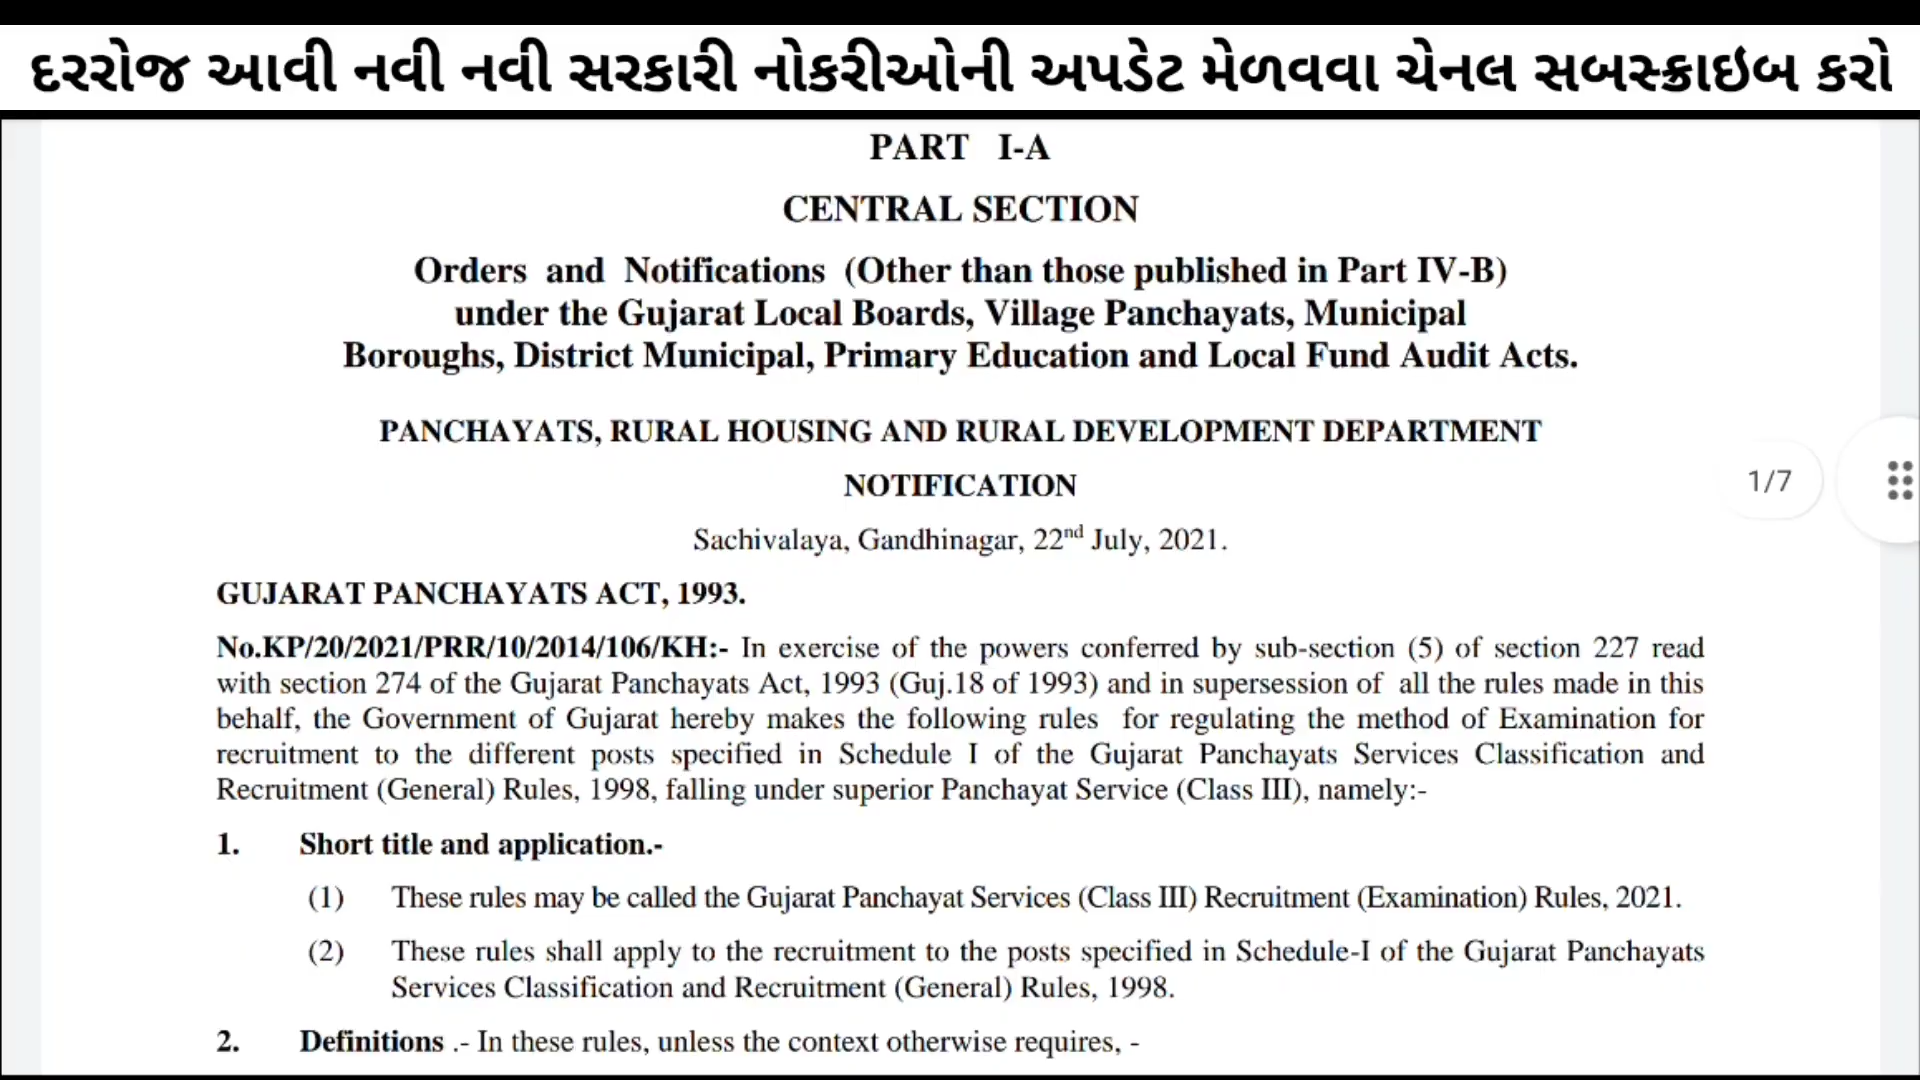 દરરોજ આવી નવી નવી સરકારી નોકરીઓની અપડેટ મેળવવા ચેનલ સબસ્ક્રાઇબ કરો
PART I-A
CENTRAL SECTION
Orders and Notifications (Other than those published in Part IV-B)
under the Gujarat Local Boards, Village Panchayats, Municipal
Boroughs, District Municipal, Primary Education and Local Fund Audit Acts.
PANCHAYATS, RURAL HOUSING AND RURAL DEVELOPMENT DEPARTMENT
NOTIFICATION
1/7
Sachivalaya, Gandhinagar, 22nd July, 2021.
GUJARAT PANCHAYATS ACT, 1993.
No.KP/20/2021/PRR/10/2014/106/KH:- In exercise of the powers conferred by sub-section (5) of section 227 read
with section 274 of the Gujarat Panchayats Act, 1993 (Guj.18 of 1993) and in supersession of all the rules made in this
behalf, the Government of Gujarat hereby makes the following rules for regulating the method of Examination for
recruitment to the different posts specified in Schedule I of the Gujarat Panchayats Services Classification and
Recruitment (General) Rules, 1998, falling under superior Panchayat Service (Class III), namely:-
1. Short title and application.-
(1) These rules may be called the Gujarat Panchayat Services (Class III) Recruitment (Examination) Rules, 2021.
(2) These rules shall apply to the recruitment to the posts specified in Schedule-I of the Gujarat Panchayats
Services Classification and Recruitment (General) Rules, 1998.
2. Definitions .- In these rules, unless the context otherwise requires, -